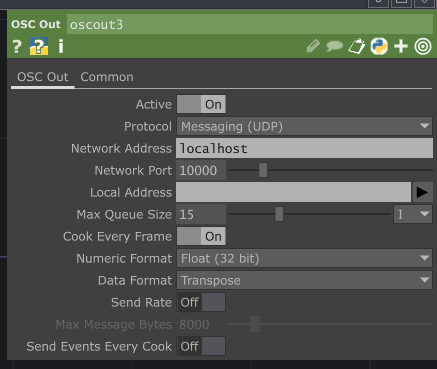 OSC Out oscout3
? ? i
OSC Out Common
Active On
Protocol Messaging (UDP)
Network Address localhost
Network Port 10000
Local Address
Max Queue Size 15 I
Cook Every Frame On
Numeric Format Float (32 bit)
Data Format Transpose
Send Rate Off
Max Message Bytes 8000
Send Events Every Cook Off